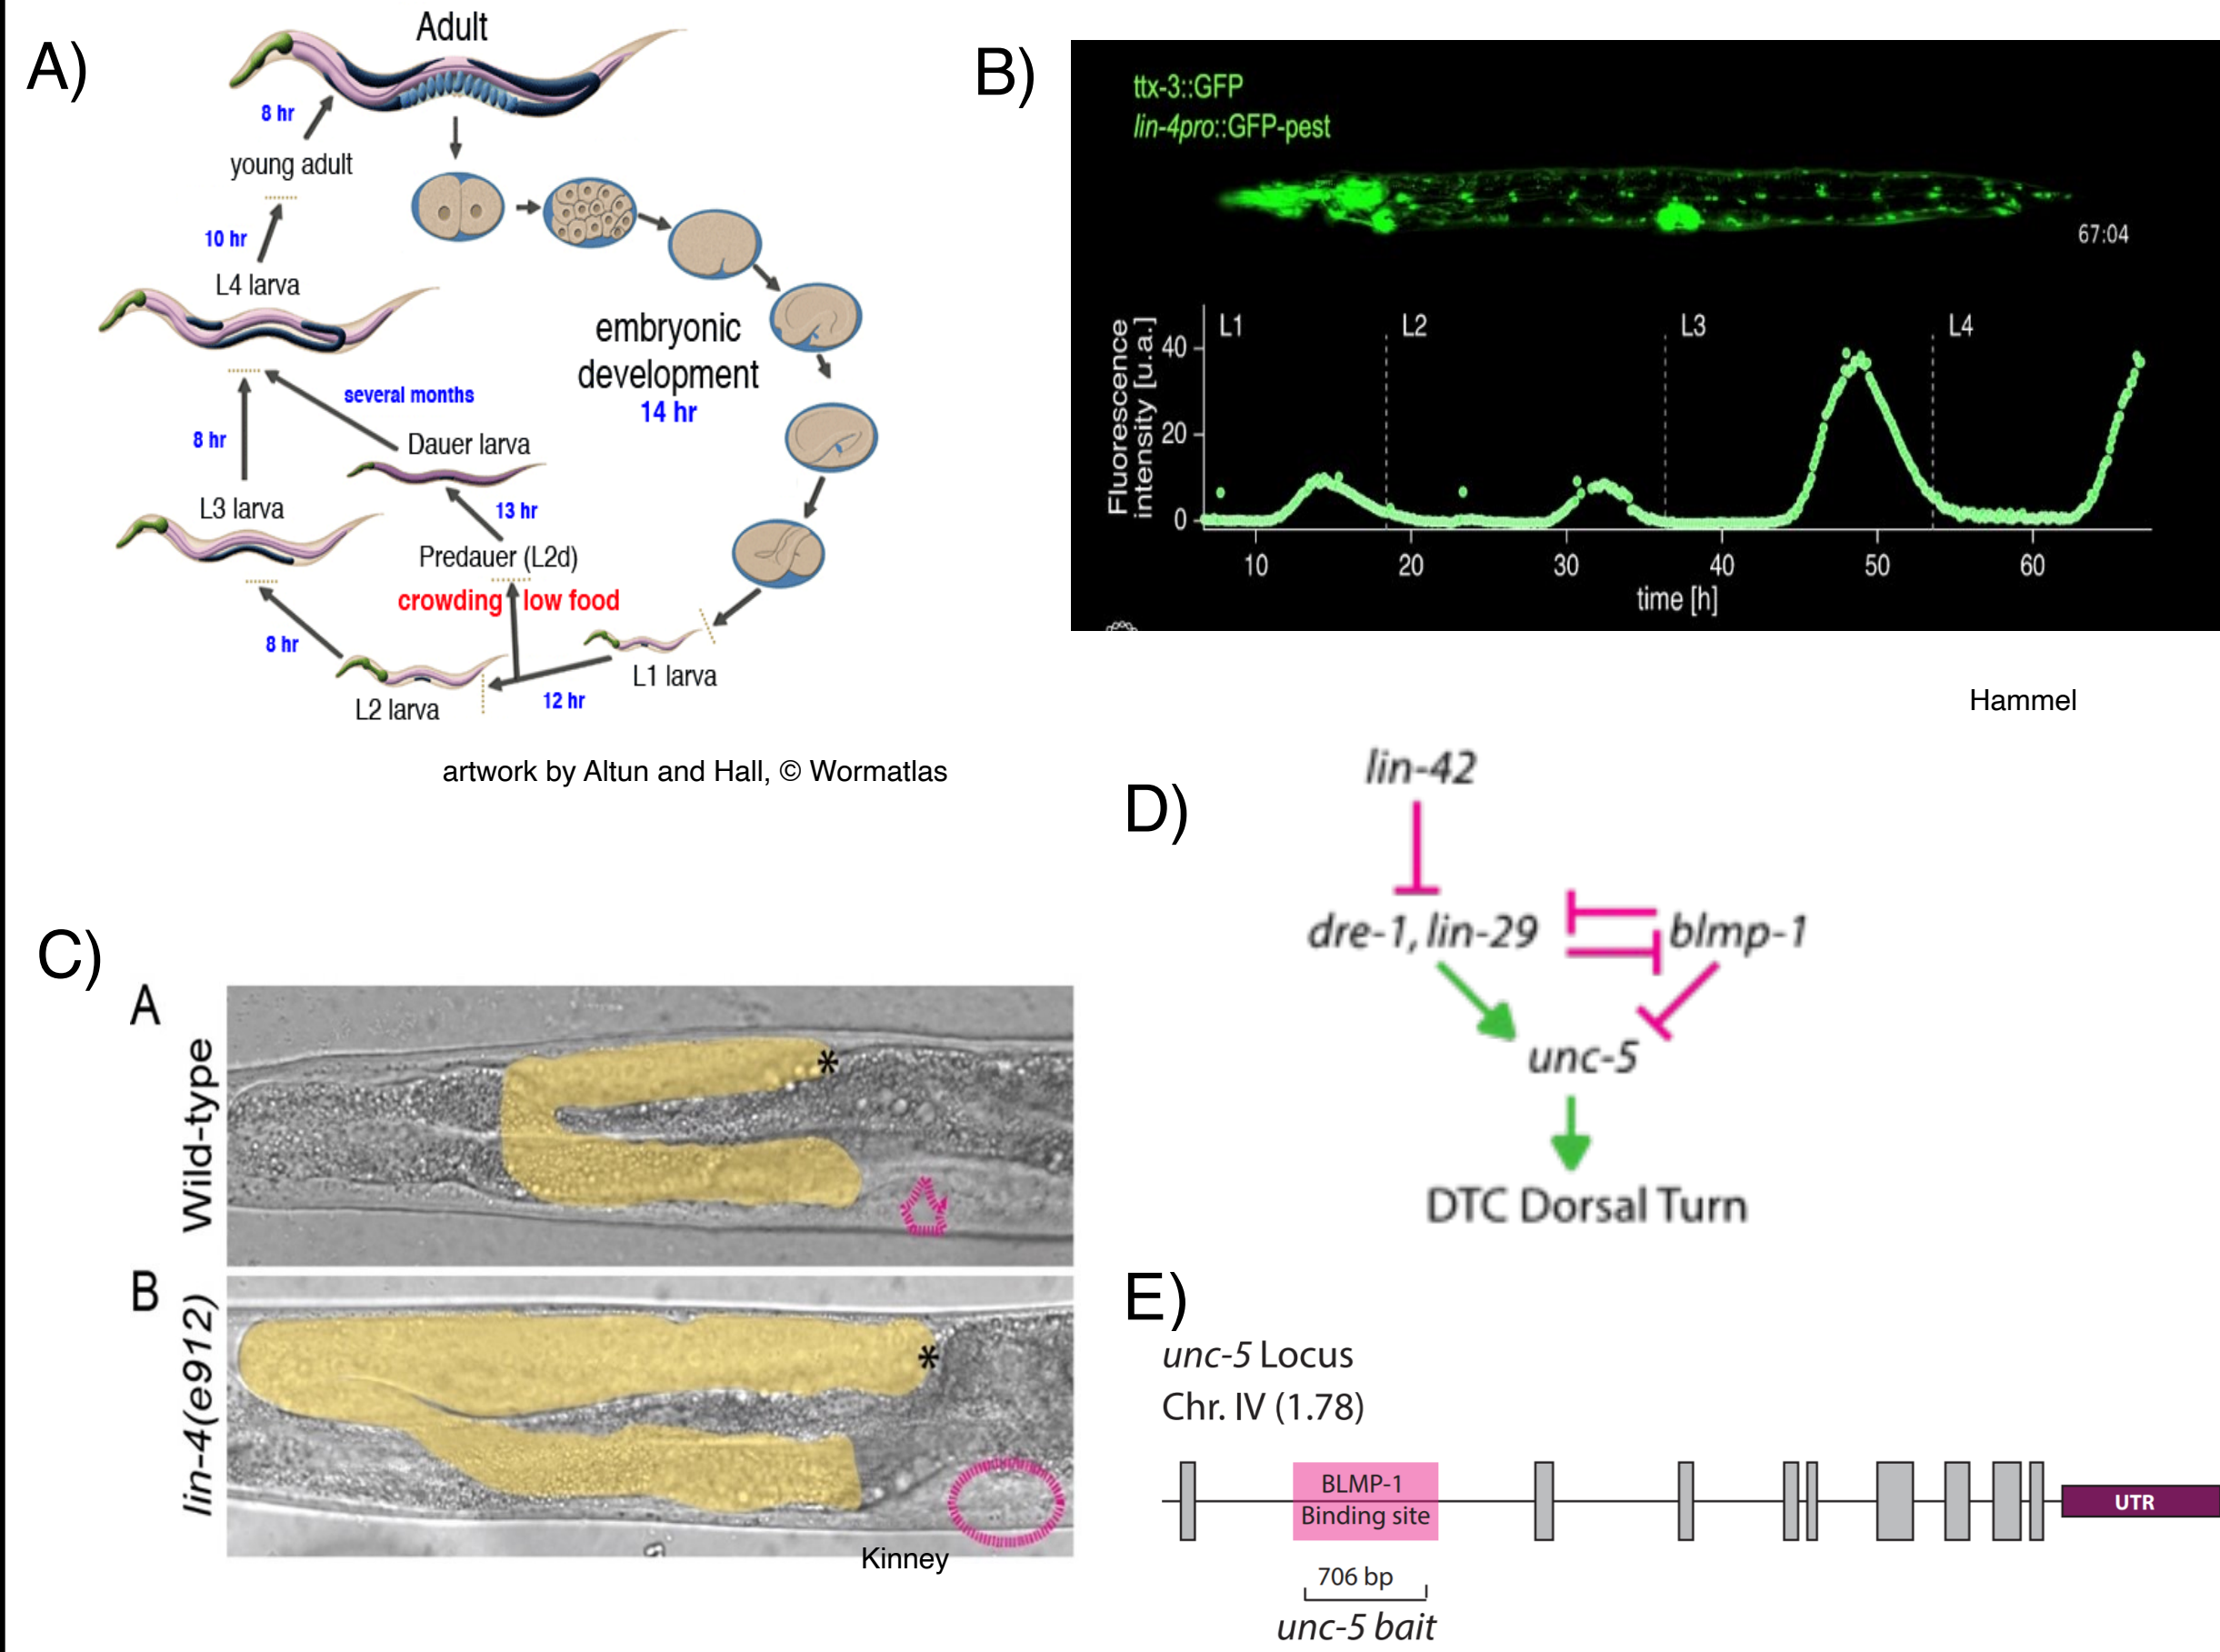 A)
Adult
8 hr
young adult
10 hr
L4 larva
embryonic
development
14 hr
several months
8 hr
Dauer larva
L3 larva
13 hr
Predauer (L2d)
crowding low food
8 hr
L1 larva
12 hr
L2 larva
artwork by Altun and Hall, © Wormatlas
B)
ttx-3::GFP
lin-4pro::GFP-pest
67:04
Fluorescence
intensity [u.a.]
L1 L2 L3 L4
40
20
0
10 20 30 40 50 60
time [h]
Hammel
C)
A
Wild-type
*
B
lin-4(e912)
*
Kinney
D)
lin-42
dre-1, lin-29 blmp-1
unc-5
DTC Dorsal Turn
E)
unc-5 Locus
Chr. IV (1.78)
BLMP-1
Binding site
UTR
706 bp
unc-5 bait